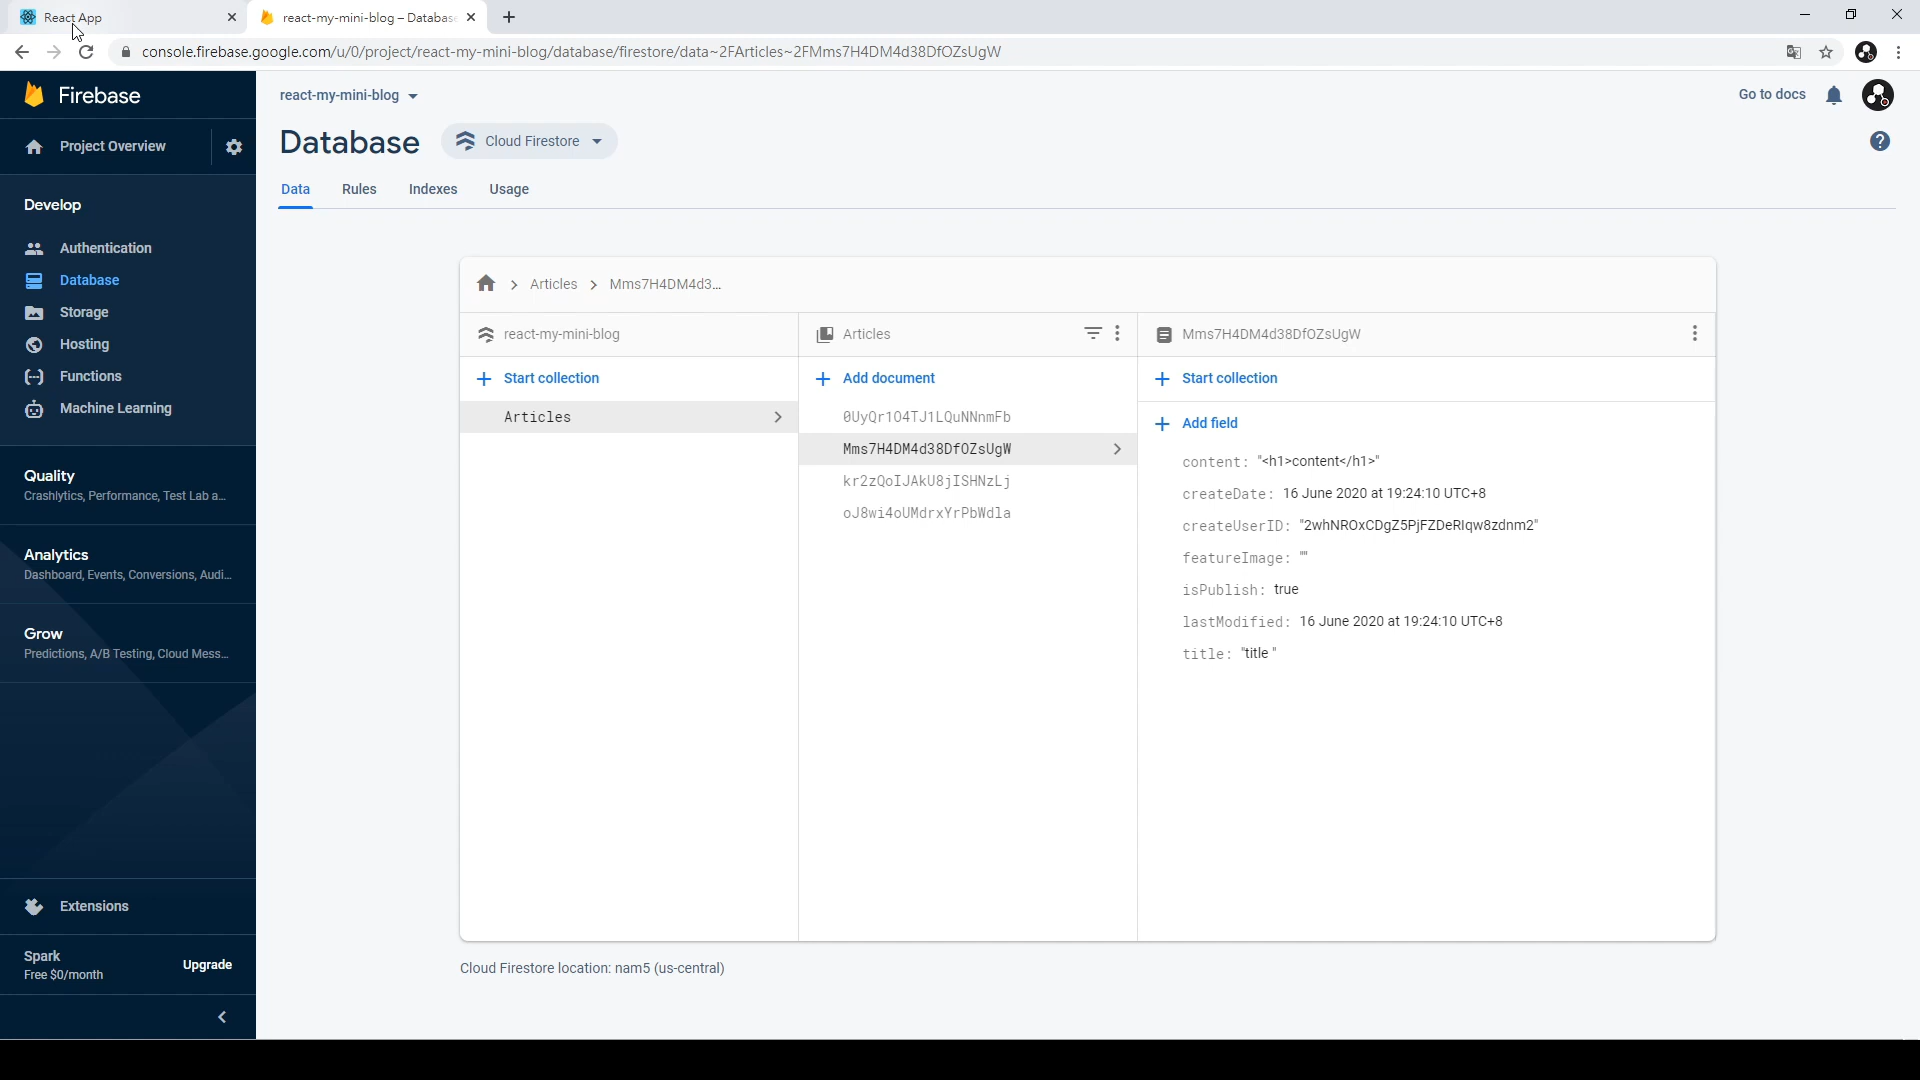 React App
react-my-mini-blog – Database
console.firebase.google.com/u/0/project/react-my-mini-blog/database/firestore/data~2FArticles~2FMms7H4DM4d38DfOZsUgW
Firebase
react-my-mini-blog
Go to docs
Project Overview
Database
Cloud Firestore
Data
Rules
Indexes
Usage
Develop
Authentication
Database
Storage
Hosting
Functions
Machine Learning
Quality
Crashlytics, Performance, Test Lab a...
Analytics
Dashboard, Events, Conversions, Audi...
Grow
Predictions, A/B Testing, Cloud Mess...
Extensions
Spark
Free $0/month
Upgrade
Articles
Mms7H4DM4d3...
react-my-mini-blog
Start collection
Articles
Articles
Add document
0UyQr1O4TJ1LQuNNnmFb
Mms7H4DM4d38DfOZsUgW
kr2zQoIJAkU8jISHNzLj
oJ8wi4oUMdrxYrPbWdla
Mms7H4DM4d38DfOZsUgW
Start collection
Add field
content: "<h1>content</h1>"
createDate: 16 June 2020 at 19:24:10 UTC+8
createUserID: "2whNROxCDgZ5PjFZDeRlqw8zdnm2"
featureImage: ""
isPublish: true
lastModified: 16 June 2020 at 19:24:10 UTC+8
title: "title "
Cloud Firestore location: nam5 (us-central)